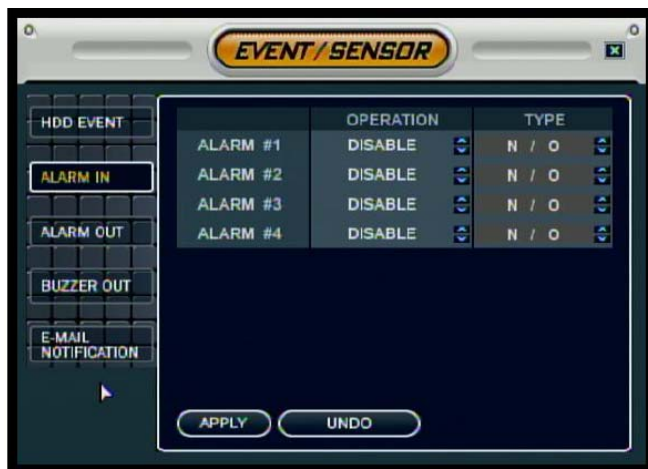 EVENT/SENSOR
HDD EVENT
ALARM IN
ALARM OUT
BUZZER OUT
E-MAIL
NOTIFICATION
OPERATION TYPE
ALARM #1 DISABLE N / O
ALARM #2 DISABLE N / O
ALARM #3 DISABLE N / O
ALARM #4 DISABLE N / O
APPLY UNDO